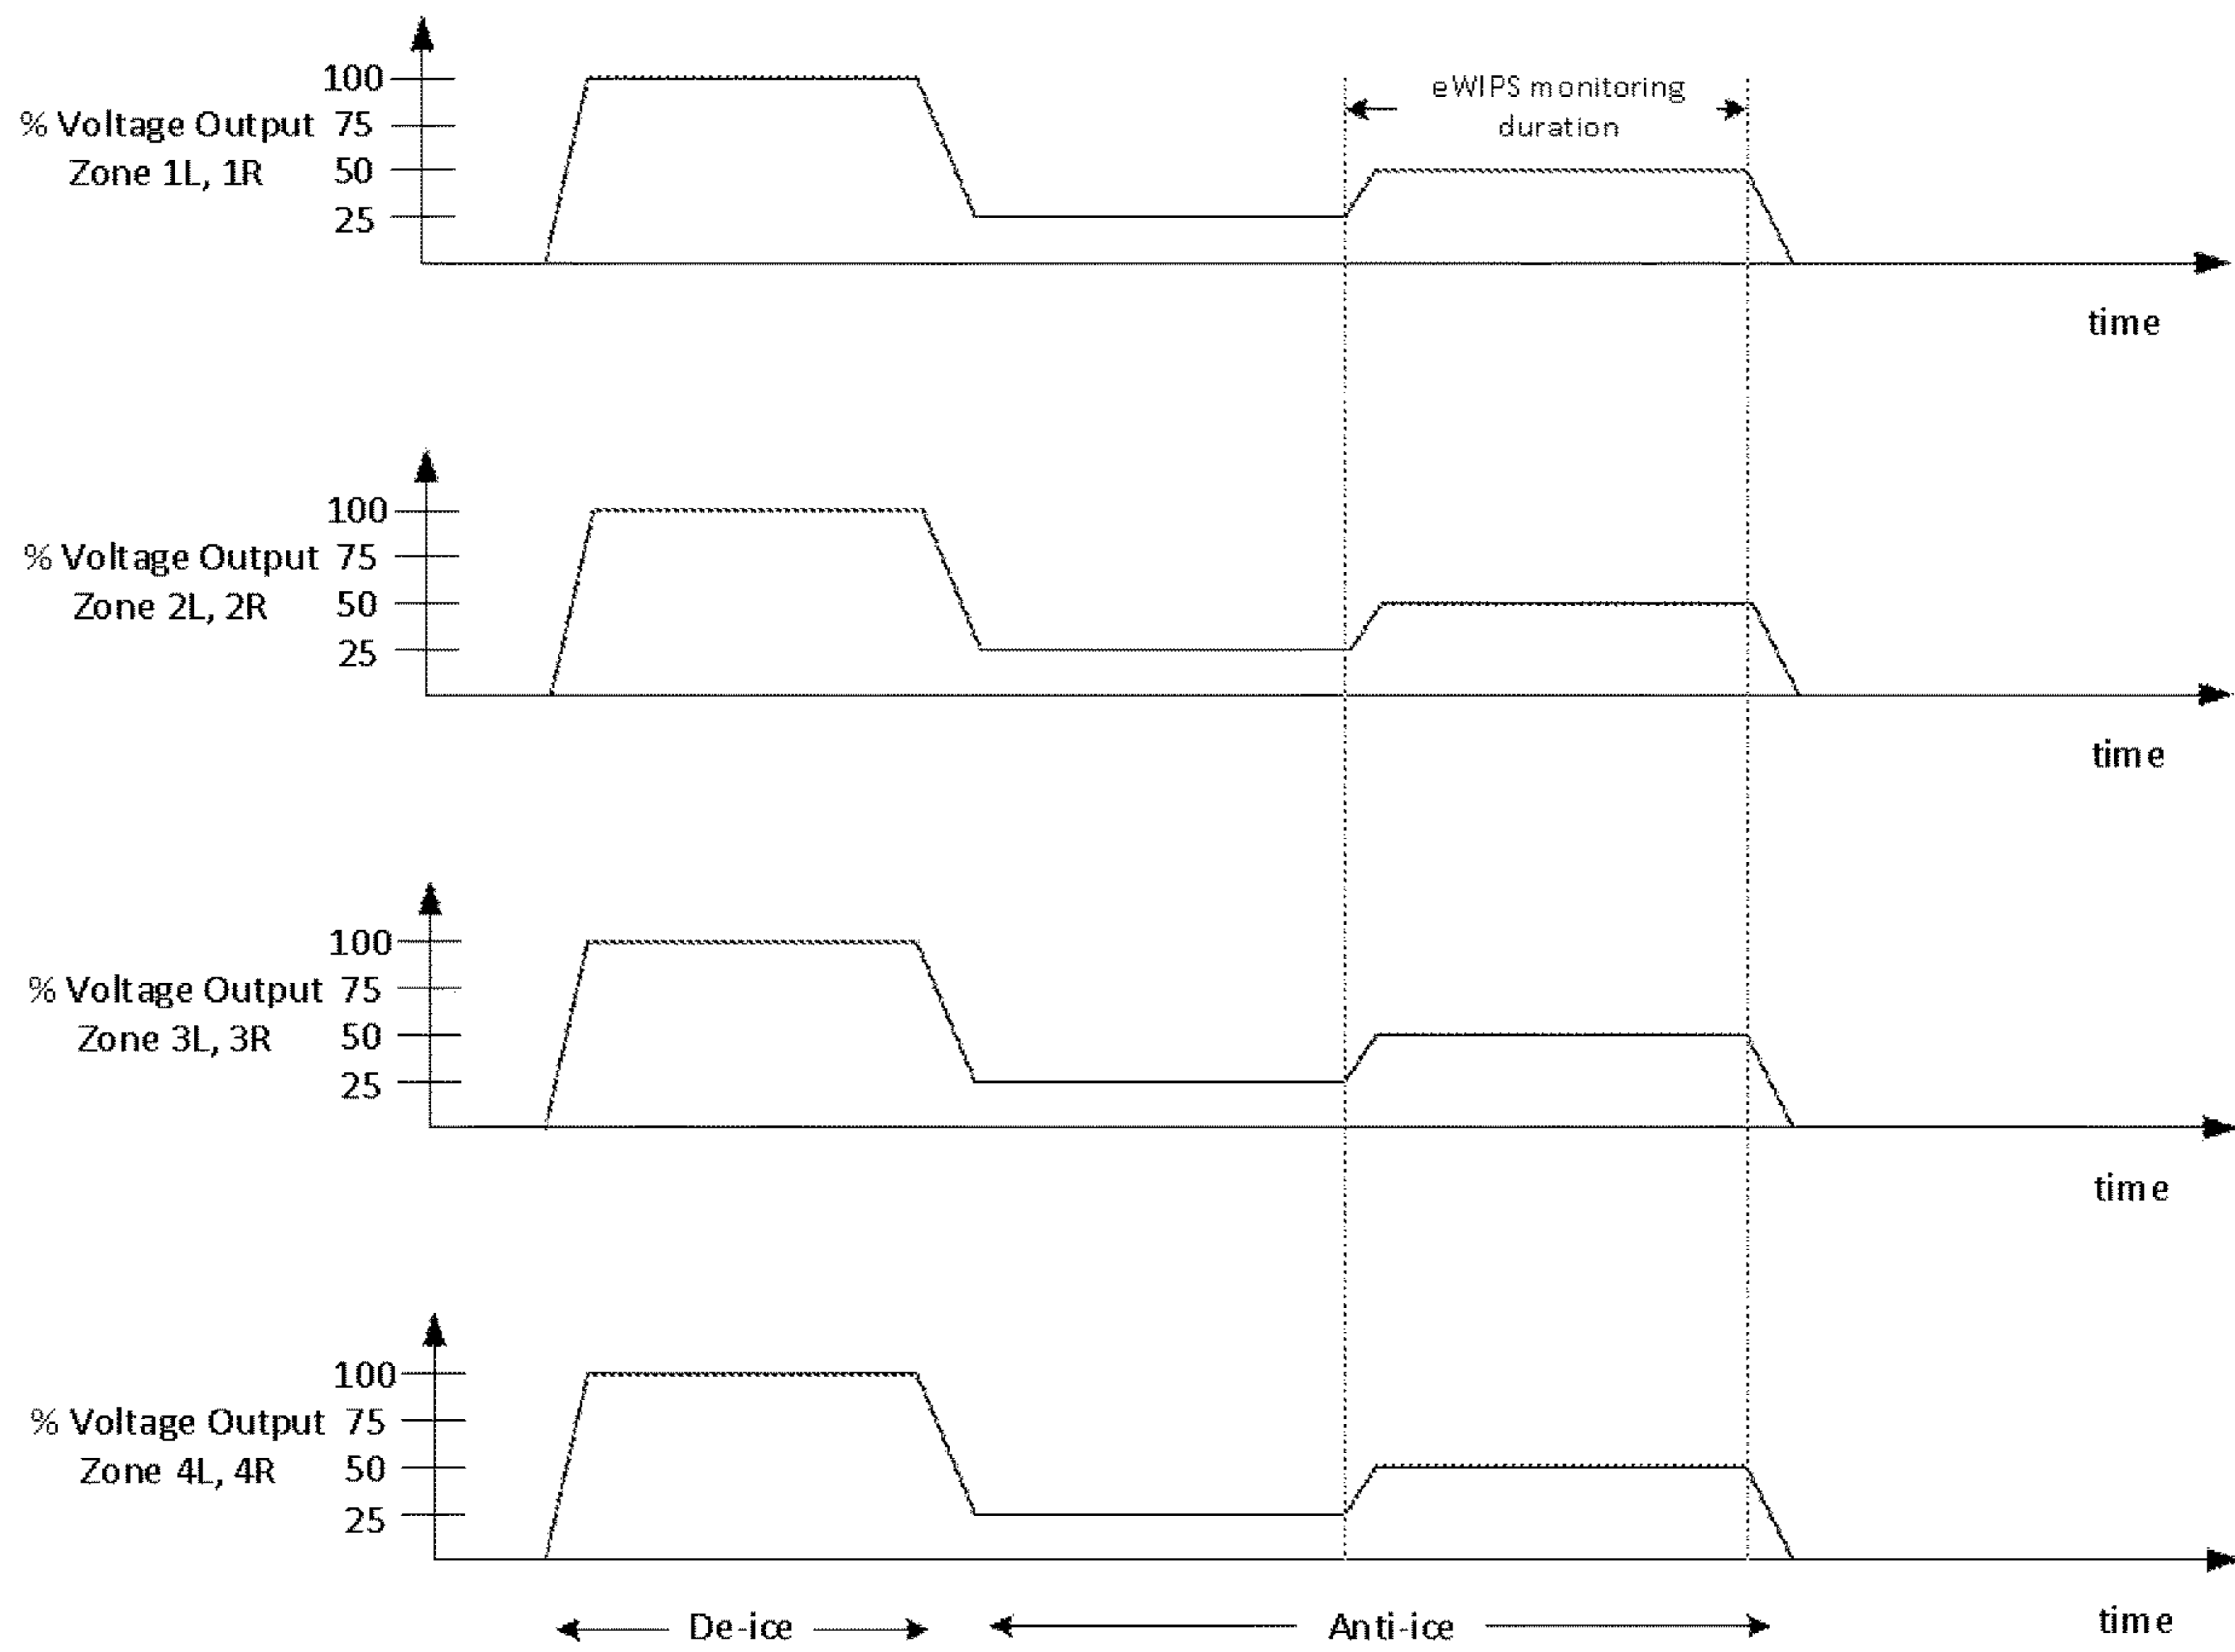 100
% Voltage Output 75
Zone 1L, 1R 50
25
eWIPS monitoring
duration
time
100
% Voltage Output 75
Zone 2L, 2R 50
25
time
100
% Voltage Output 75
Zone 3L, 3R 50
25
time
100
% Voltage Output 75
Zone 4L, 4R 50
25
De-ice
Anti-ice
time